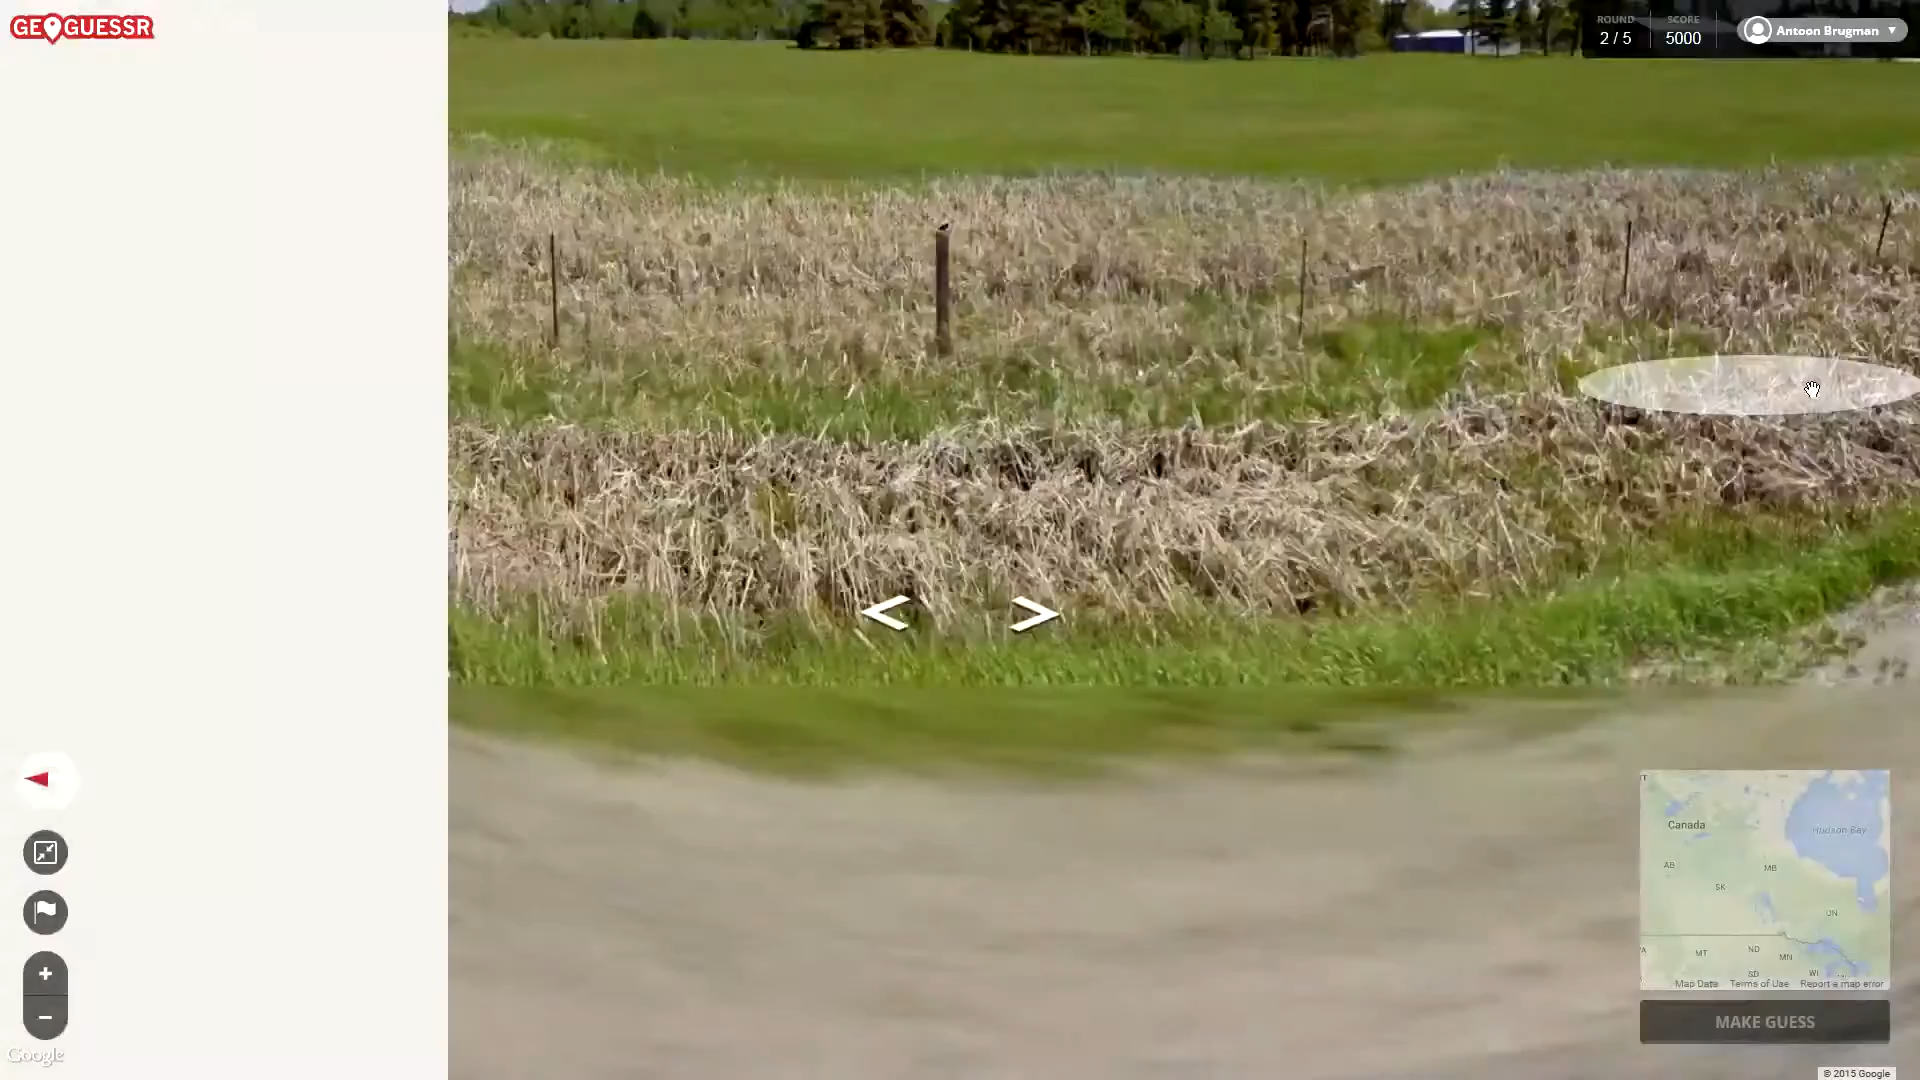 GEOGUESSR
ROUND
2 / 5
SCORE
5000
Antoon Brugman
Canada
Hudson Bay
AB
MB
SK
ON
MT
ND
MN
SD
WI
Map Data
Terms of Use
Report a map error
MAKE GUESS
Google
© 2015 Google